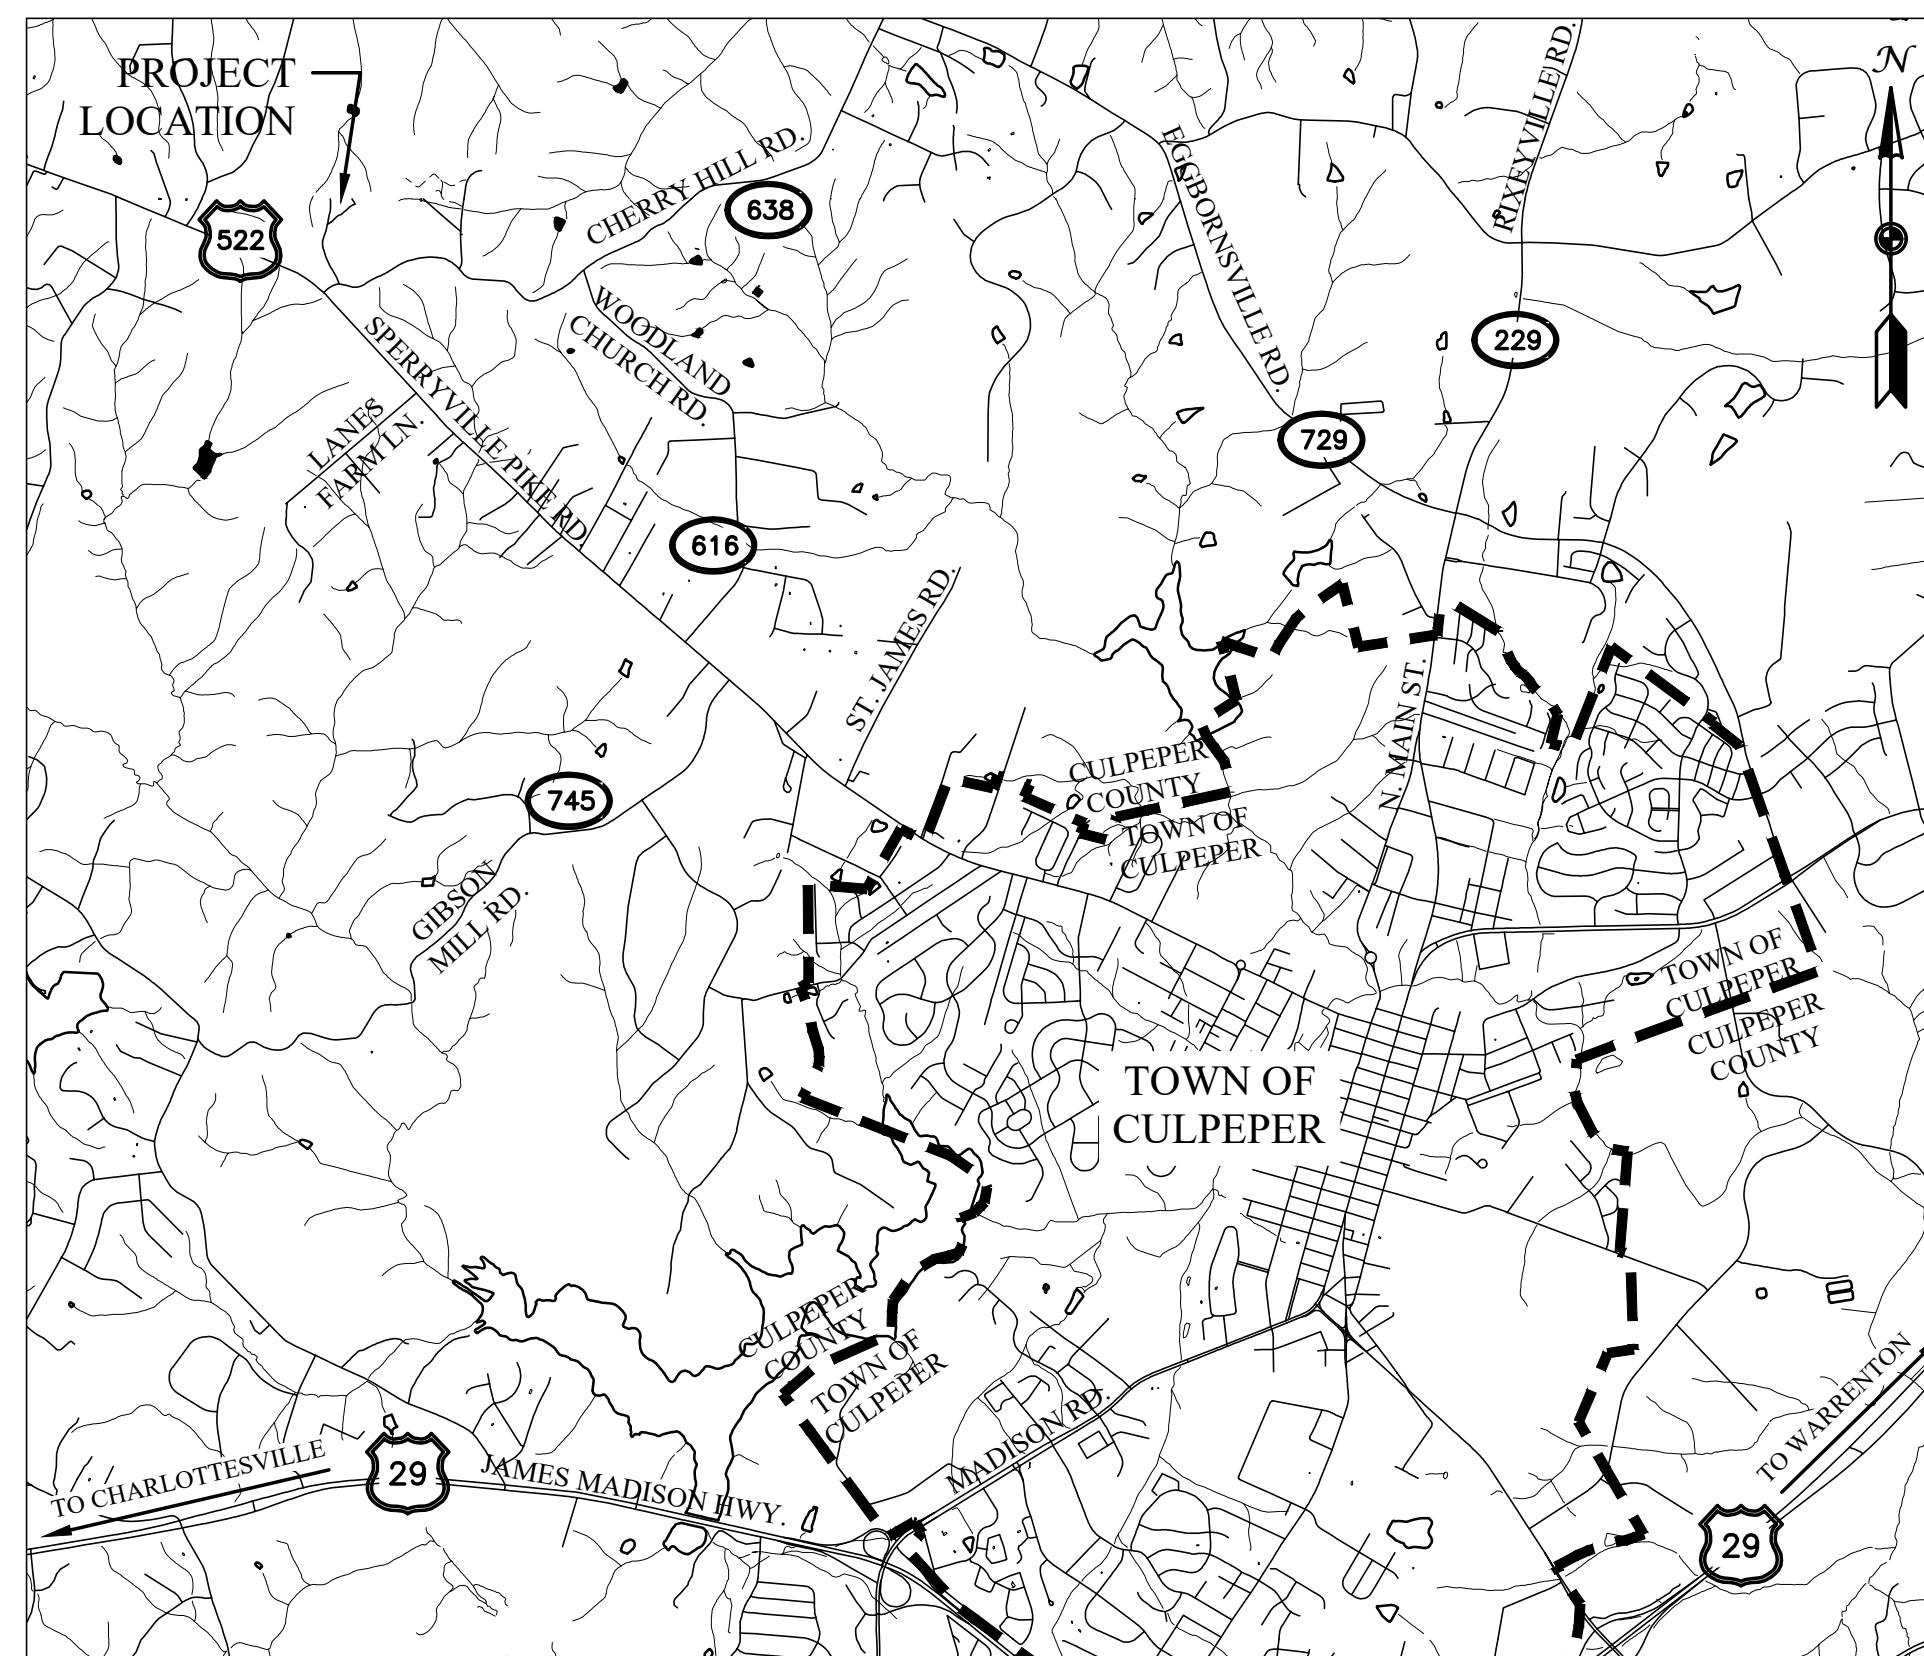 PROJECT
LOCATION
N
RIXEYVILLE RD.
CHERRY HILL RD.
638
522
EGGBORNSVILLE RD.
229
WOODLAND
CHURCH RD.
SPERRYVILLE PIKE RD.
LANES
FARM LN.
729
616
ST. JAMES RD.
N. MAIN ST.
CULPEPER
COUNTY
TOWN OF
CULPEPER
745
GIBSON
MILL RD.
TOWN OF
CULPEPER
CULPEPER
COUNTY
TOWN OF
CULPEPER
CULPEPER
COUNTY
TOWN OF
CULPEPER
MADISON RD.
TO WARRENTON
TO CHARLOTTESVILLE
29
JAMES MADISON HWY.
29